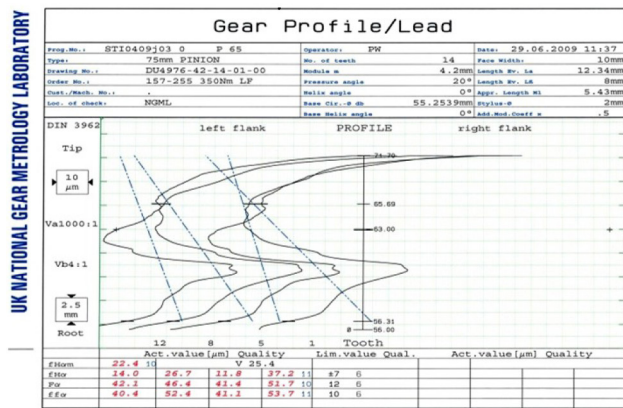 UK NATIONAL GEAR METROLOGY LABORATORY
Gear Profile/Lead
Prog.No.: STI0409j03 0 P 65 Operator: PW Date: 29.06.2009 11:37
Type: 75mm PINION No. of teeth 14 Face Width: 10mm
Drawing No.: DU4976-42-14-01-00 Module m 4.2mm Length Ev. La 12.34mm
Order No.: 157-255 350Nm LF Pressure angle 20° Length Ev. Lß 8mm
Cust./Mach. No.: . Helix angle 0° Appr. Length M1 5.43mm
Loc. of check: NGML Base Cir.-Ø db 55.2539mm Stylus-Ø 2mm
Base Helix angle 0° Add.Mod.Coeff x .5
DIN 3962 left flank PROFILE right flank
Tip
71.70
10
µm
65.69
Va1000:1
63.00
Vb4:1
2.5
mm
56.31
Root
0 56.00
12 8 5 1 Tooth
Act.value[µm] Quality Lim.value Qual. Act.value[µm] Quality
fHαm 22.4 10 V 25.4
fHα 14.0 26.7 11.8 37.2 11 ±7 6
Fα 42.1 46.4 41.4 51.7 10 12 6
ffα 40.4 52.4 41.1 53.7 11 10 6